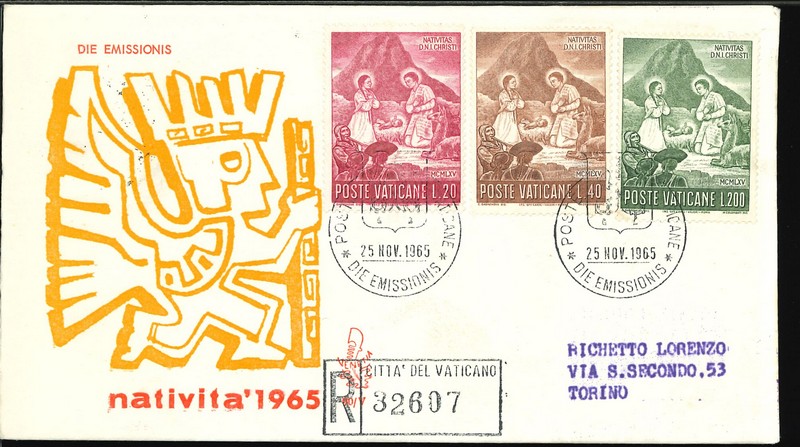 DIE EMISSIONIS
NATIVITAS
D.N.I. CHRISTI
MCMLXV
POSTE VATICANE L.20
NATIVITAS
D.N.I. CHRISTI
MCMLXV
POSTE VATICANE L.40
NATIVITAS
D.N.I. CHRISTI
MCMLXV
POSTE VATICANE L.200
25 NOV. 1965
* DIE EMISSIONIS *
25 NOV. 1965
* DIE EMISSIONIS *
nativita'1965
R
CITTA' DEL VATICANO
32607
RICHETTO LORENZO
VIA S.SECONDO,53
TORINO